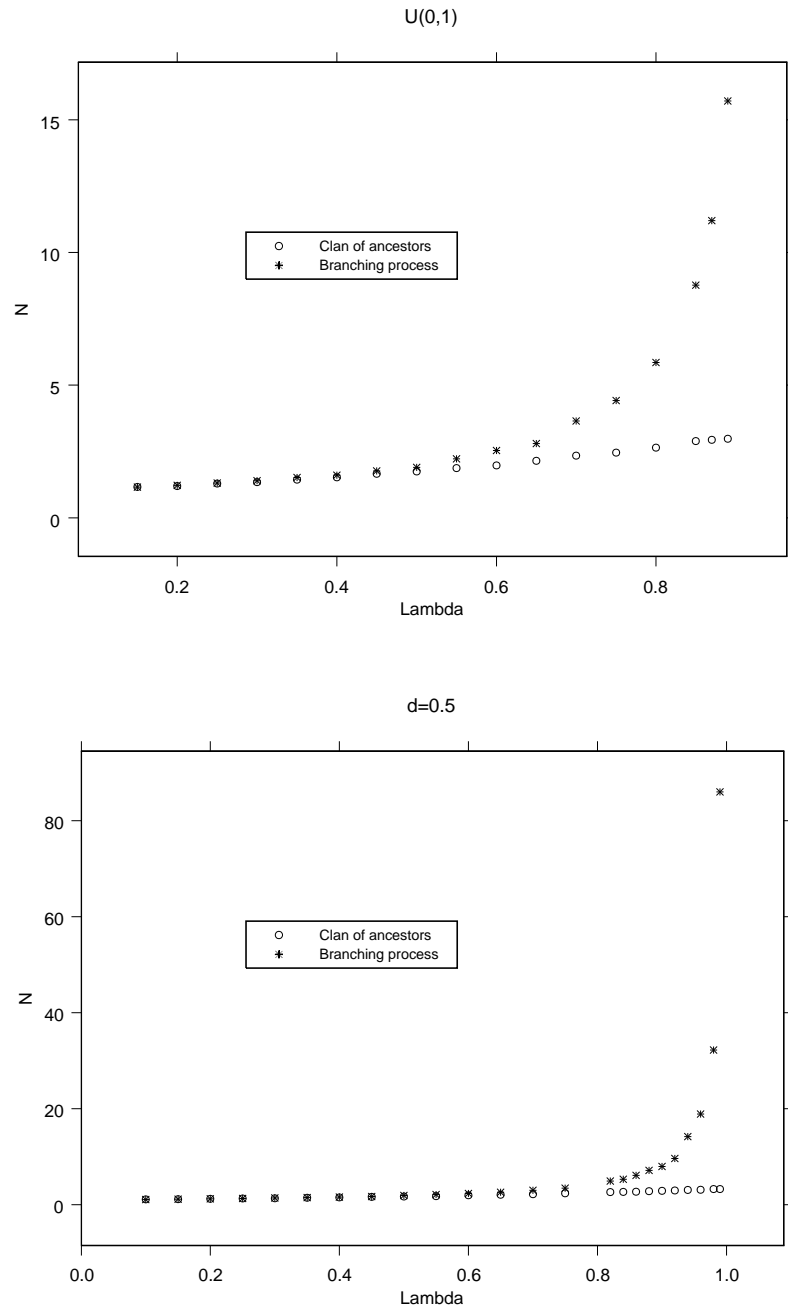 U(0,1)
15
10
5
0
N
Clan of ancestors
Branching process
0.2 0.4 0.6 0.8
Lambda
d=0.5
80
60
40
20
0
N
Clan of ancestors
Branching process
0.0 0.2 0.4 0.6 0.8 1.0
Lambda